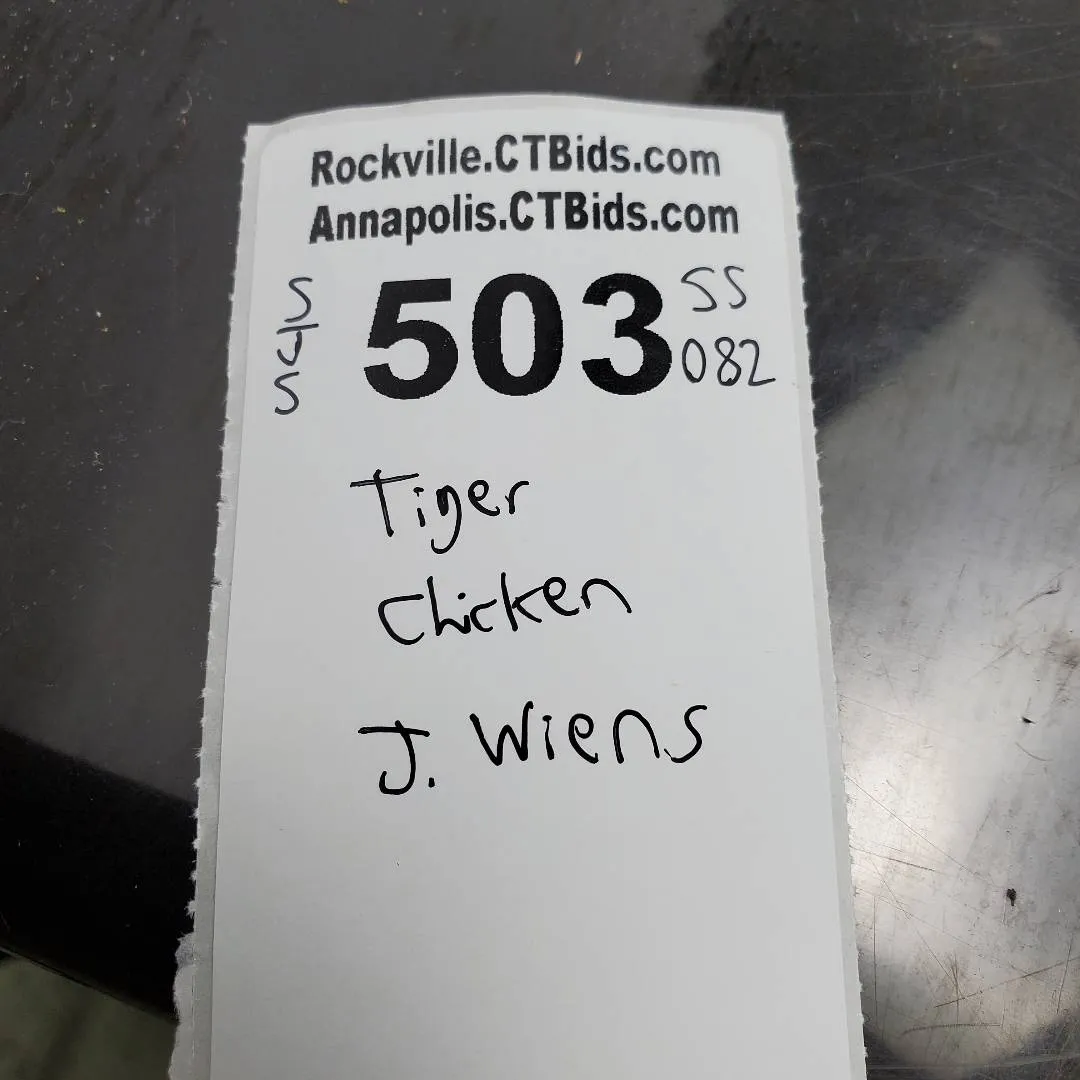 Rockville.CTBids.com
Annapolis.CTBids.com
503
SS
082
Tiger
Chicken
J. Wiens